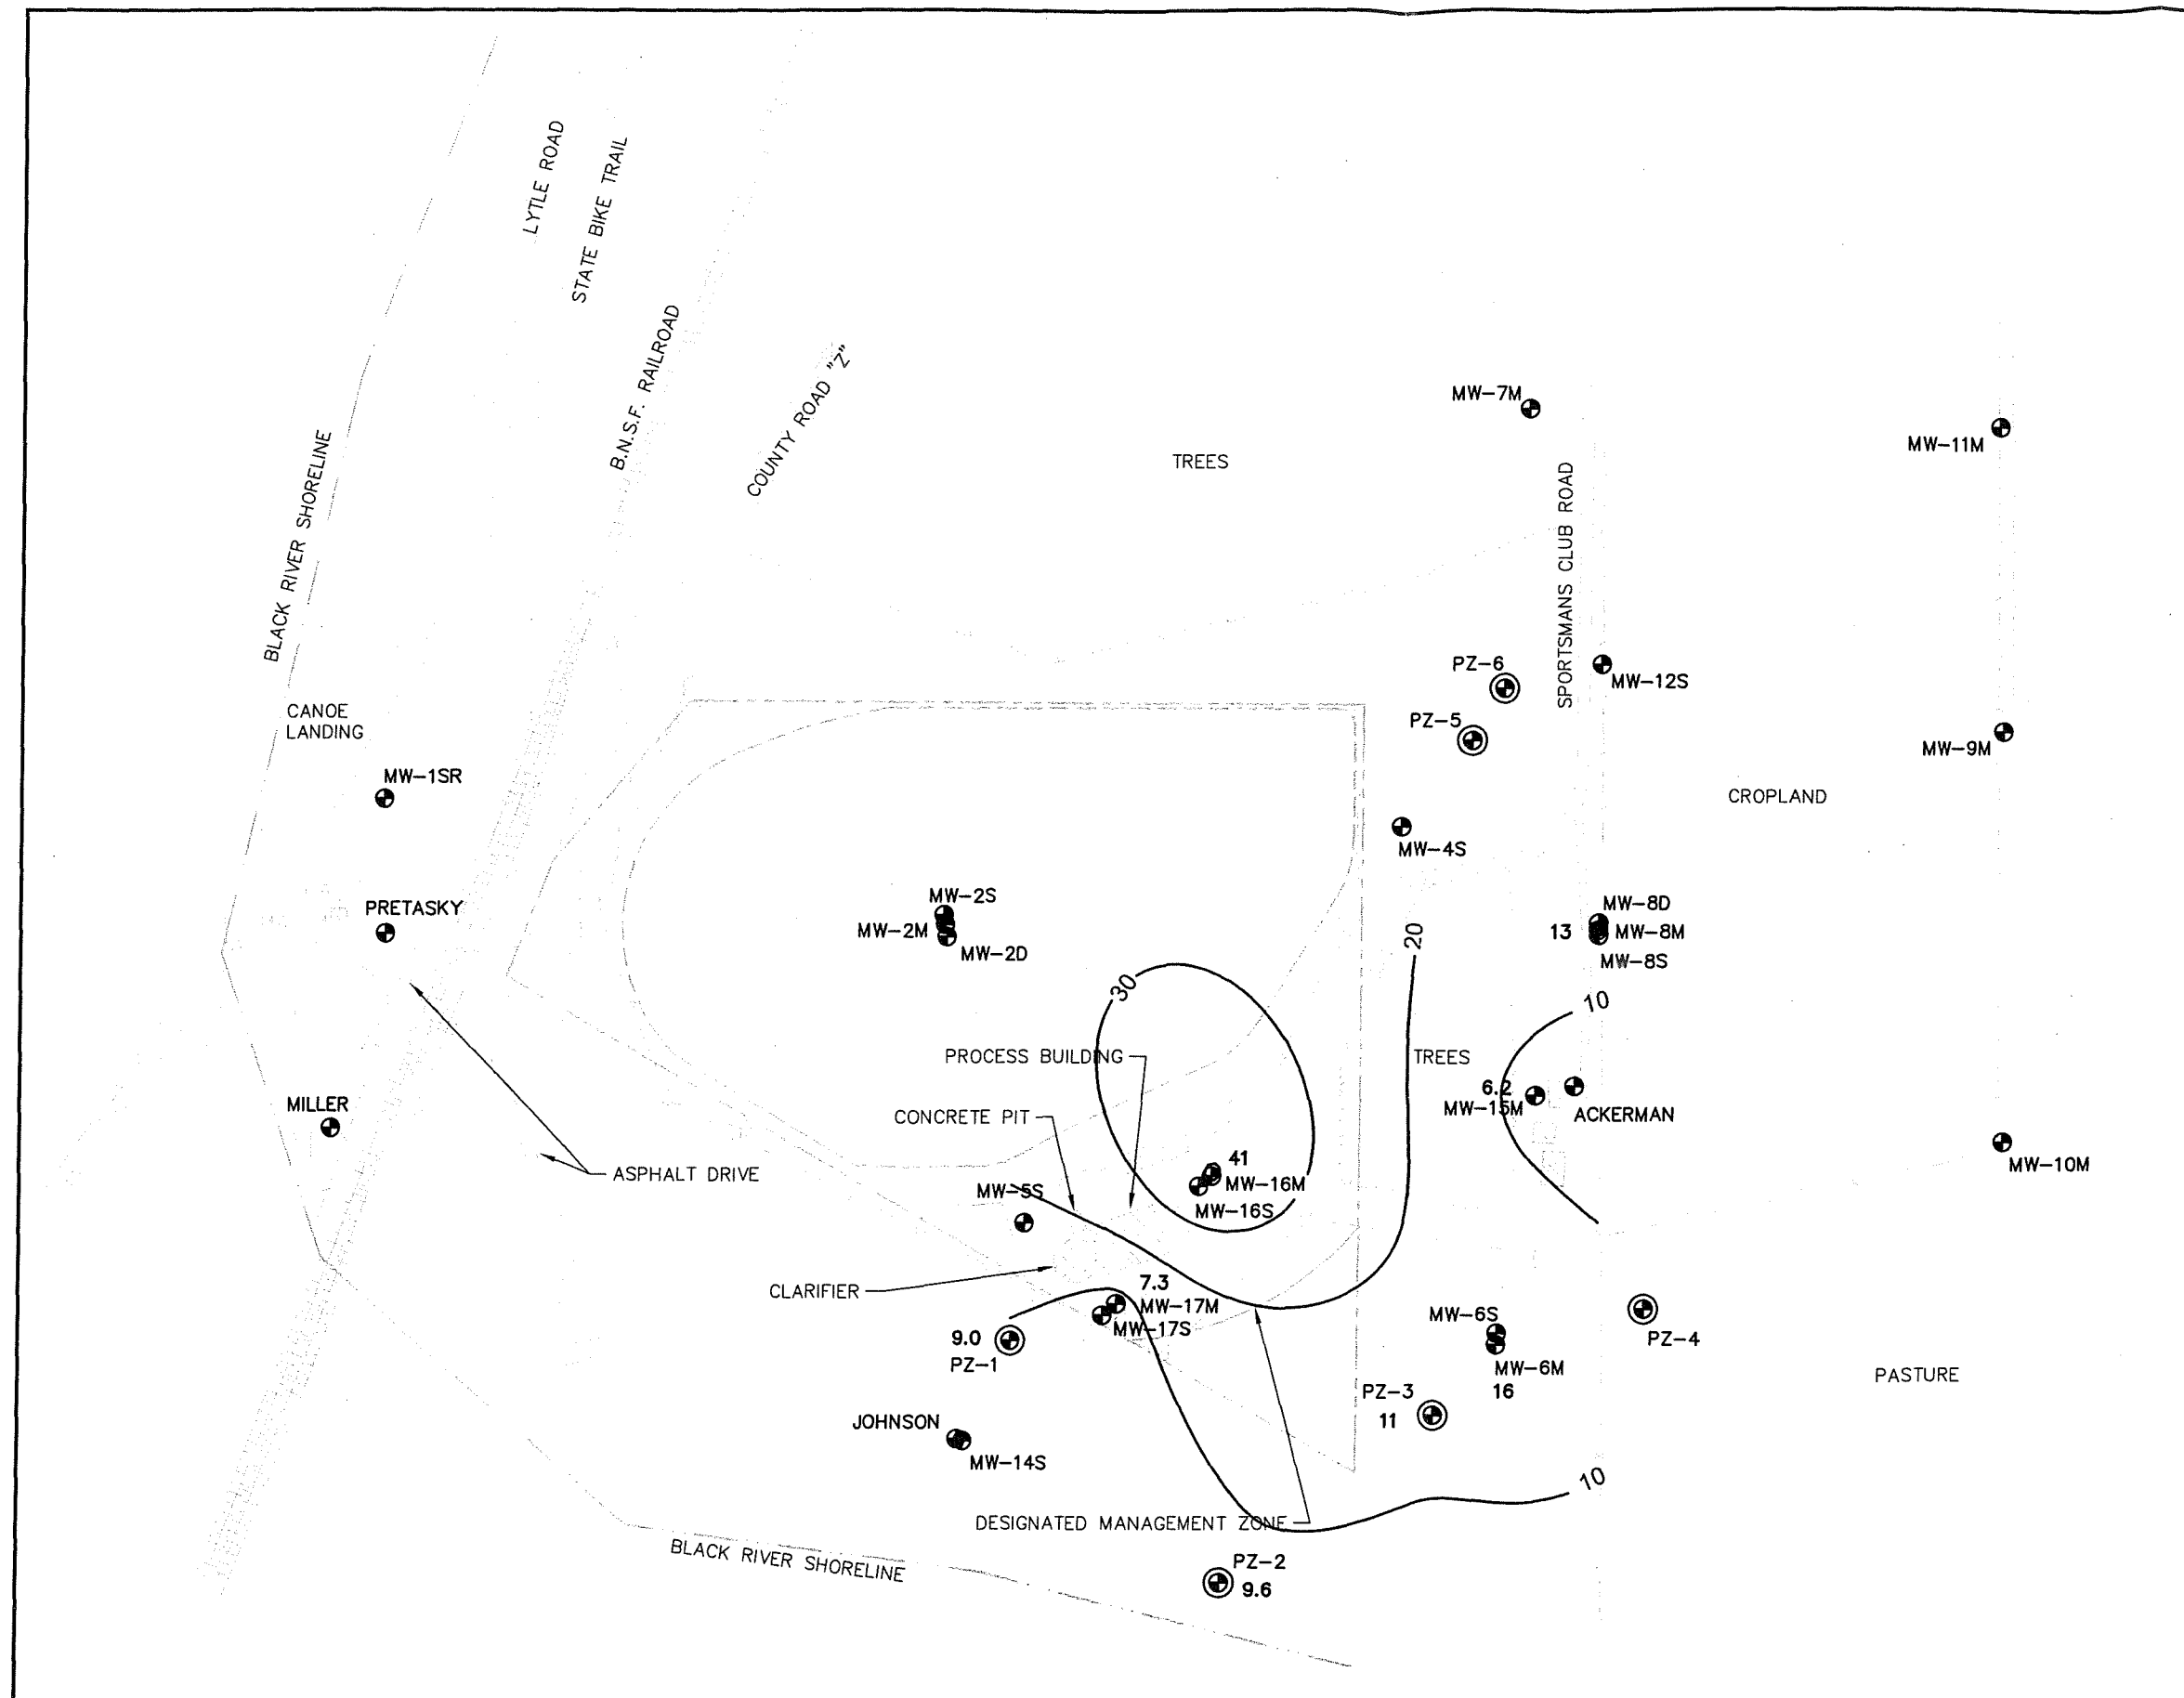 LYTLE ROAD
STATE BIKE TRAIL
B.N.S.F. RAILROAD
COUNTY ROAD "Z"
BLACK RIVER SHORELINE
TREES
MW-7M
MW-11M
SPORTSMANS CLUB ROAD
PZ-6
MW-12S
PZ-5
MW-9M
CANOE
LANDING
MW-1SR
CROPLAND
MW-4S
MW-2S
MW-2M
MW-2D
PRETASKY
MW-8D
13
MW-8M
MW-8S
20
30
10
PROCESS BUILDING
TREES
6.2
MW-15M
ACKERMAN
MILLER
CONCRETE PIT
MW-10M
ASPHALT DRIVE
41
MW-16M
MW-16S
MW-5S
CLARIFIER
7.3
MW-17M
MW-17S
9.0
PZ-1
MW-6S
MW-6M
16
PZ-4
PZ-3
11
PASTURE
JOHNSON
MW-14S
10
DESIGNATED MANAGEMENT ZONE
BLACK RIVER SHORELINE
PZ-2
9.6